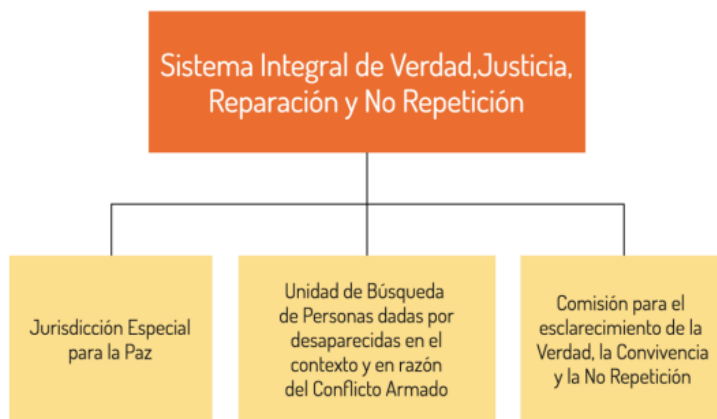 Sistema Integral de Verdad,Justicia,
Reparación y No Repetición
Jurisdicción Especial
para la Paz
Unidad de Búsqueda
de Personas dadas por
desaparecidas en el
contexto y en razón
del Conflicto Armado
Comisión para el
esclarecimiento de la
Verdad, la Convivencia
y la No Repetición